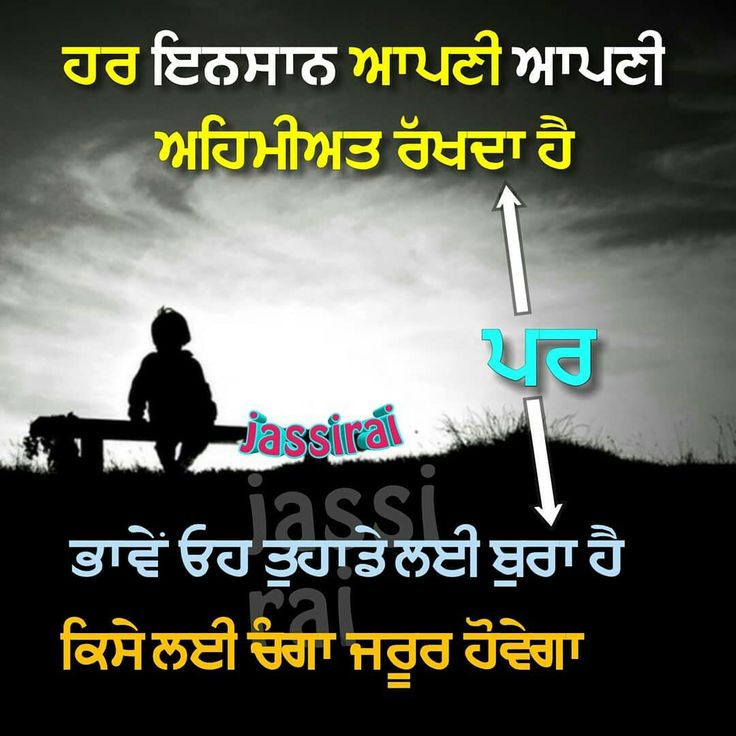 ਹਰ ਇਨਸਾਨ ਆਪਣੀ ਆਪਣੀ
ਅਹਿਮੀਅਤ ਰੱਖਦਾ ਹੈ
ਪਰ
jassirai
jassi
rai
ਭਾਵੇਂ ਓਹ ਤੁਹਾਡੇ ਲਈ ਬੁਰਾ ਹੈ
ਕਿਸੇ ਲਈ ਚੰਗਾ ਜਰੂਰ ਹੋਵੇਗਾ